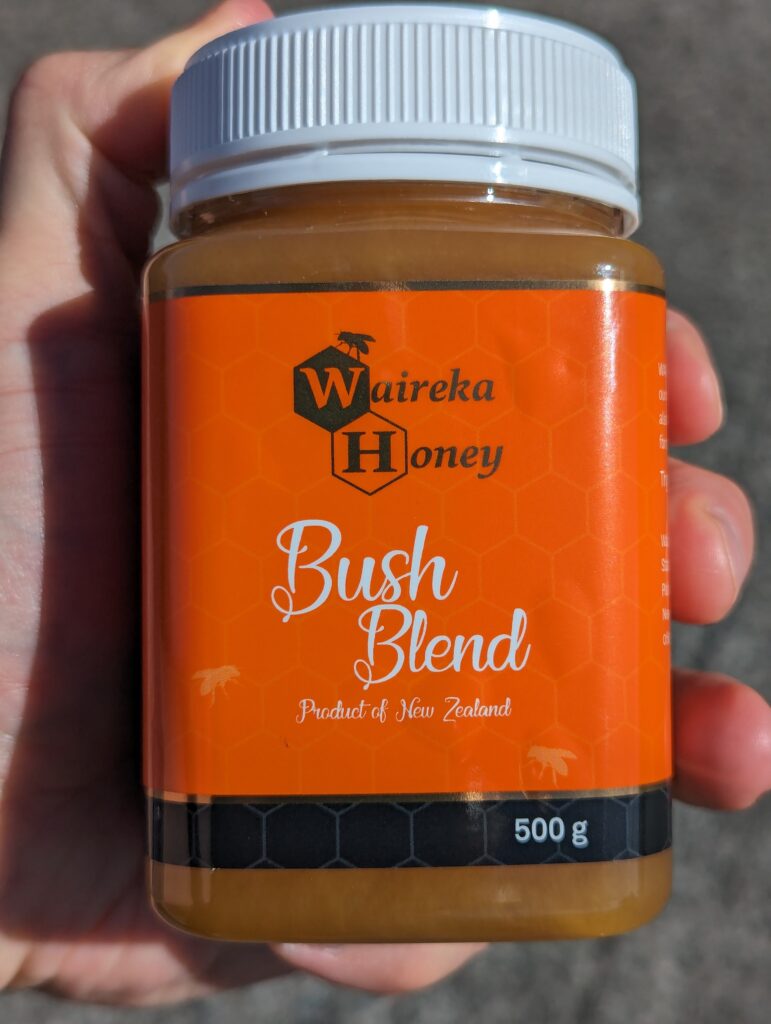 Waireka
Honey
Bush
Blend
Product of New Zealand
500 g